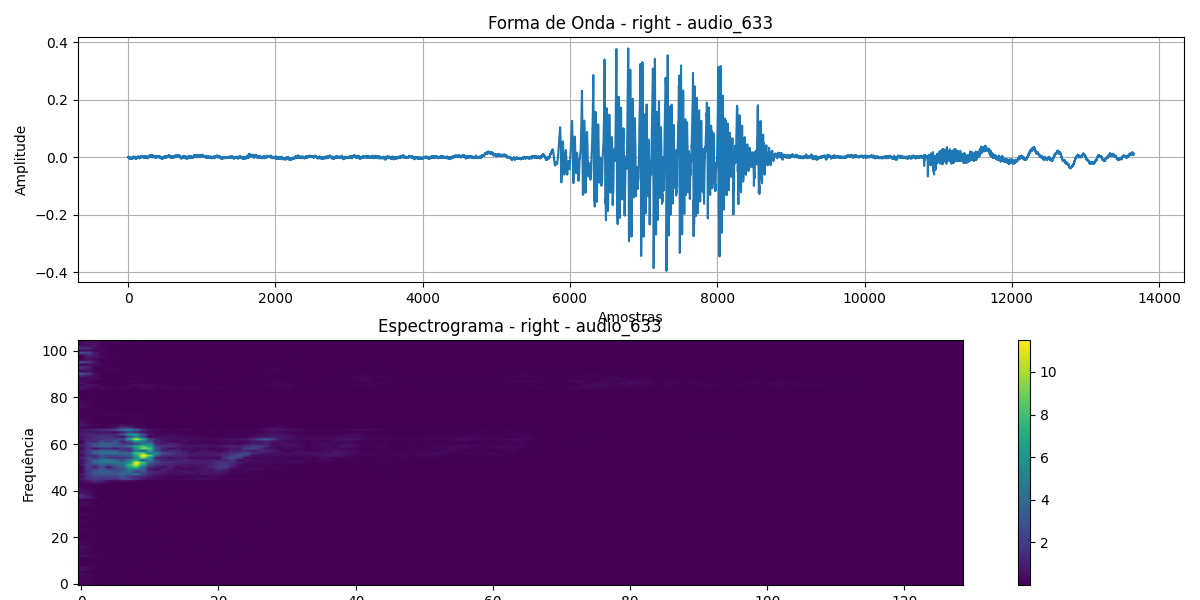 Forma de Onda - right - audio_633
Amplitude
0.4
0.2
0.0
−0.2
−0.4
0 2000 4000 6000 8000 10000 12000 14000
Amostras
Espectrograma - right - audio_633
Frequência
100
80
60
40
20
0
0 20 40 60 80 100 120
10
8
6
4
2